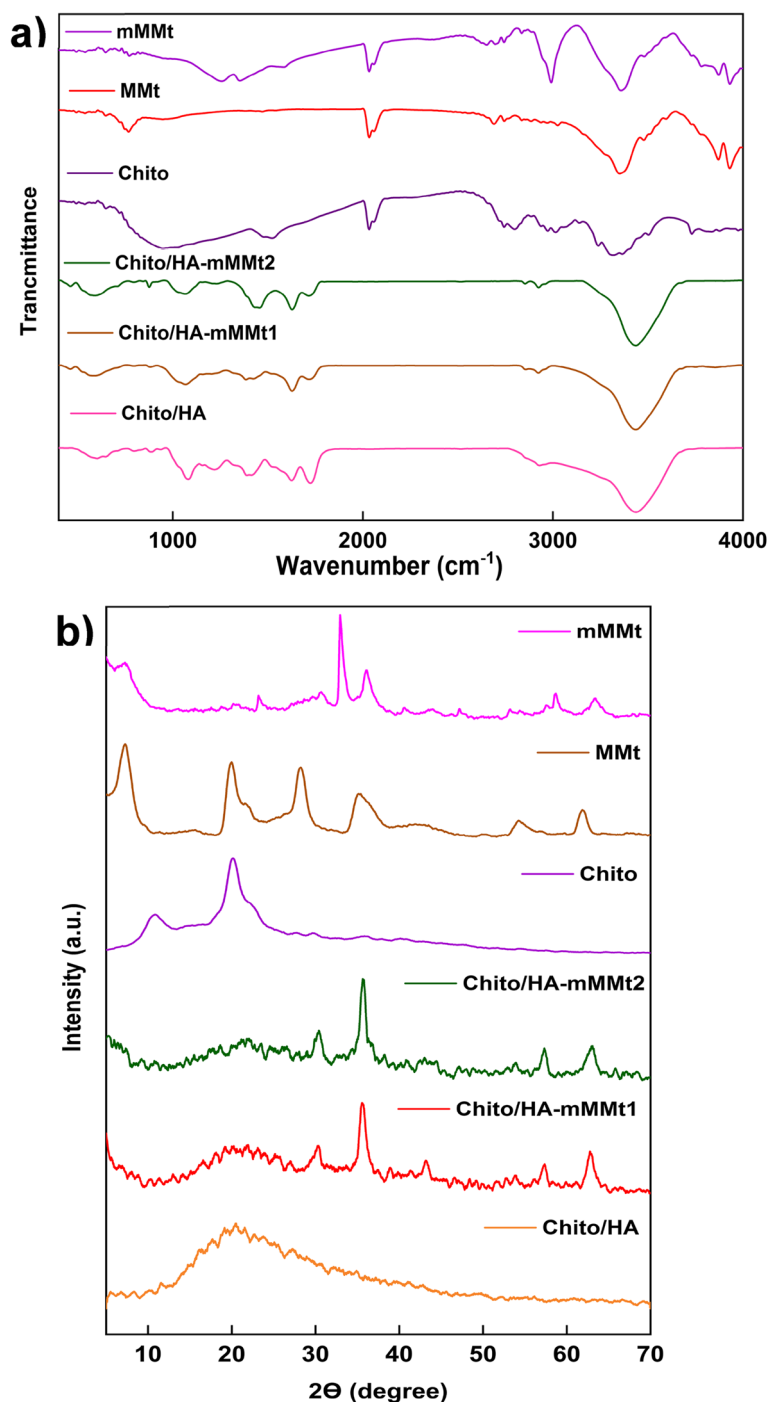 a)
mMMt
MMt
Chito
Chito/HA-mMMt2
Chito/HA-mMMt1
Chito/HA
Trancmittance
1000 2000 3000 4000
Wavenumber (cm⁻¹)
b)
mMMt
MMt
Chito
Chito/HA-mMMt2
Chito/HA-mMMt1
Chito/HA
Intensity (a.u.)
10 20 30 40 50 60 70
2Ɵ (degree)